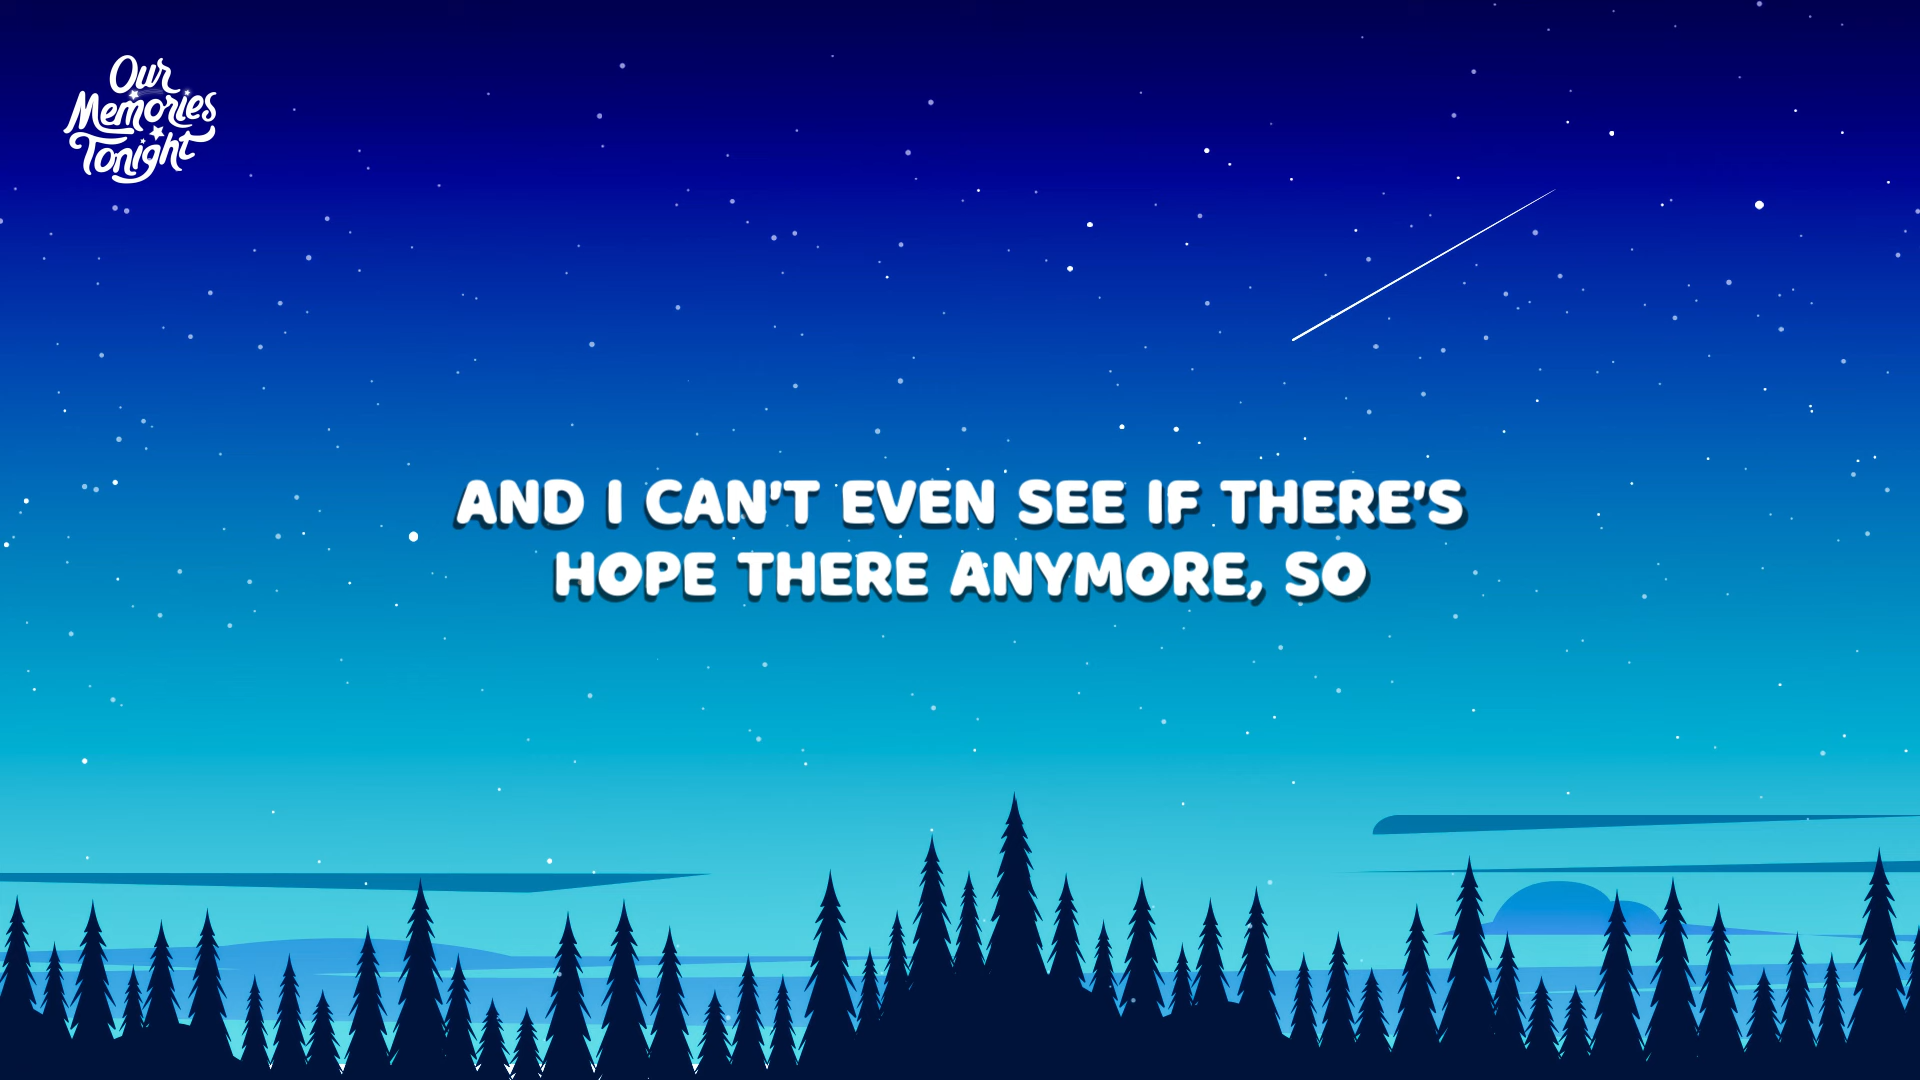 Our
Memories
Tonight
AND I CAN'T EVEN SEE IF THERE'S
HOPE THERE ANYMORE, SO